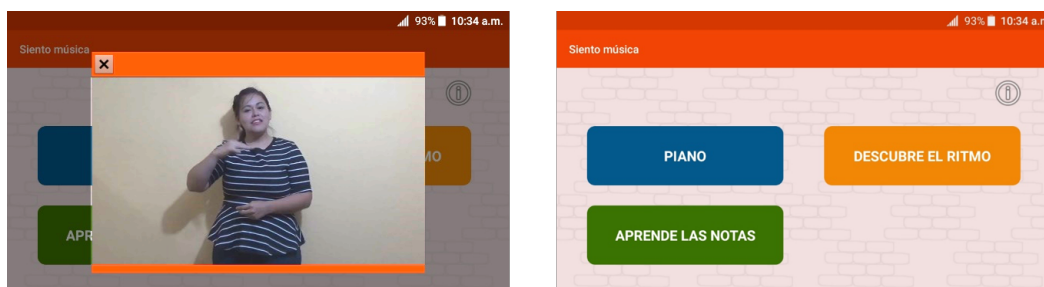 93% 10:34 a.m.
Siento música
MO
APR
93% 10:34 a.m
Siento música
PIANO
DESCUBRE EL RITMO
APRENDE LAS NOTAS